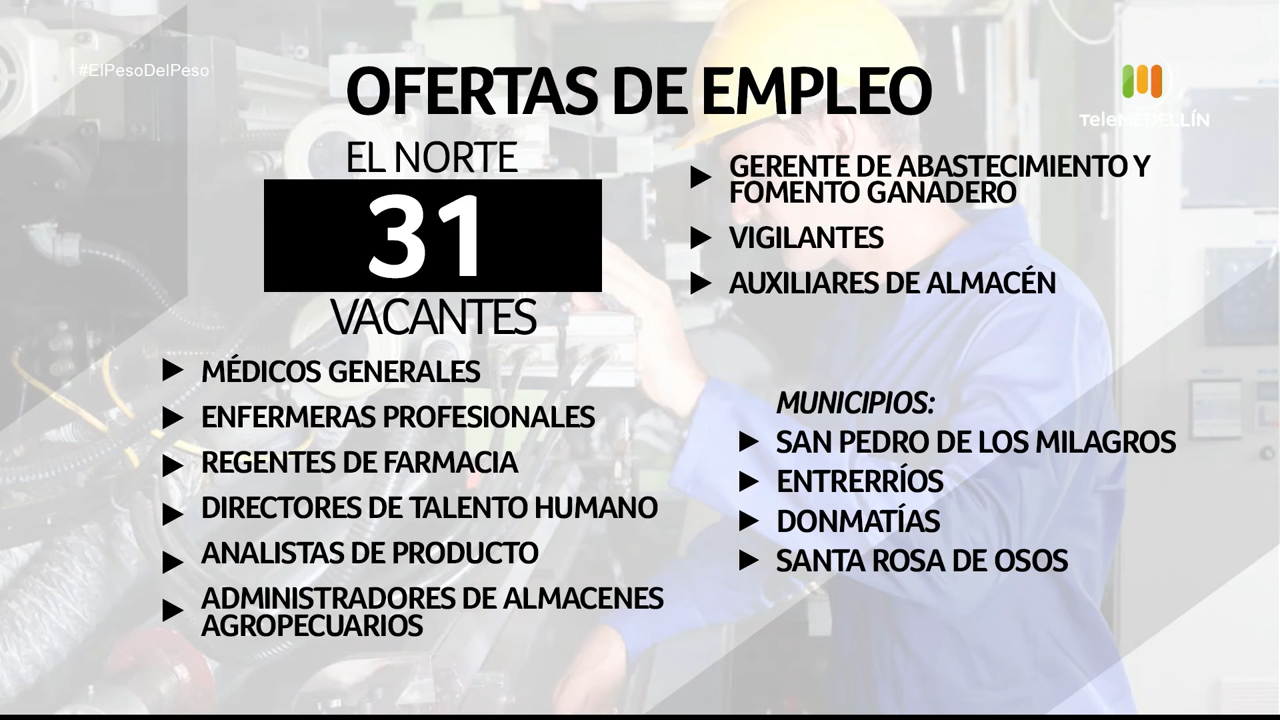 #ElPesoDelPeso
OFERTAS DE EMPLEO
TeleMEDELLÍN
EL NORTE
31
VACANTES
MÉDICOS GENERALES
ENFERMERAS PROFESIONALES
REGENTES DE FARMACIA
DIRECTORES DE TALENTO HUMANO
ANALISTAS DE PRODUCTO
ADMINISTRADORES DE ALMACENES
AGROPECUARIOS
GERENTE DE ABASTECIMIENTO Y
FOMENTO GANADERO
VIGILANTES
AUXILIARES DE ALMACÉN
MUNICIPIOS:
SAN PEDRO DE LOS MILAGROS
ENTRERRÍOS
DONMATÍAS
SANTA ROSA DE OSOS